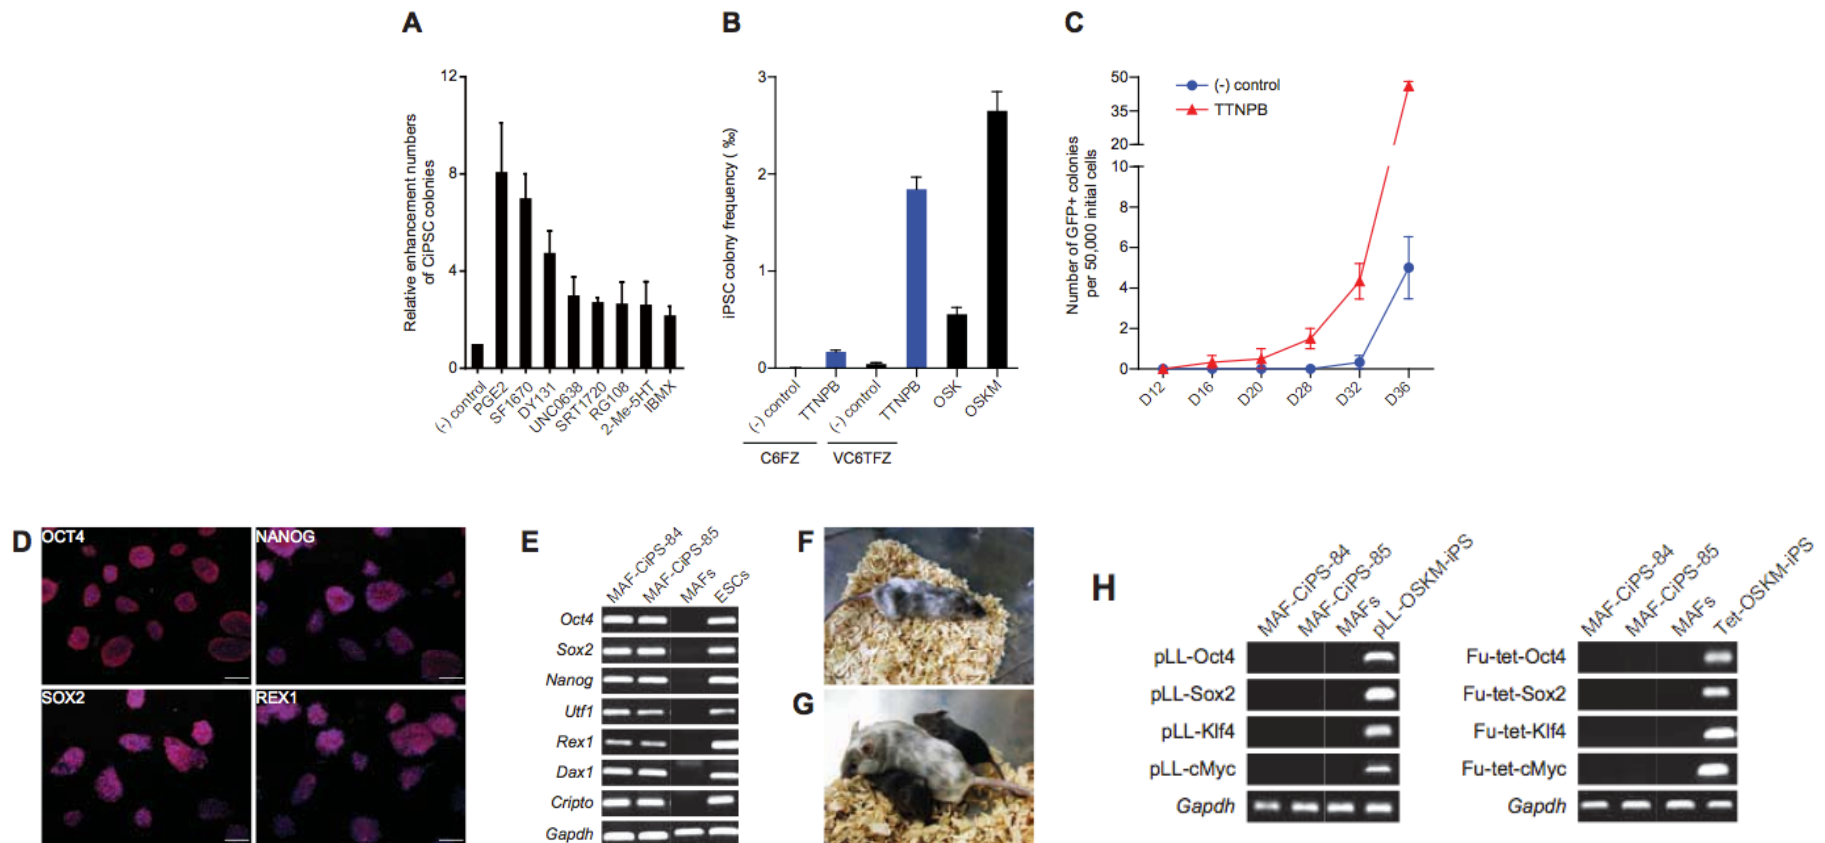 A
Relative enhancement numbers
of CiPSC colonies
12
8
4
0
(-) control
PGE2
SF1670
DY131
UNC0638
SRT1720
RG108
2-Me-5HT
IBMX
B
iPSC colony frequency ( ‰)
3
2
1
0
(-) control
TTNPB
(-) control
TTNPB
OSK
OSKM
C6FZ
VC6TFZ
C
Number of GFP+ colonies
per 50,000 initial cells
50
35
20
10
8
6
4
2
0
(-) control
TTNPB
D12
D16
D20
D28
D32
D36
D
OCT4
NANOG
SOX2
REX1
E
MAF-CiPS-84
MAF-CiPS-85
MAFs
ESCs
Oct4
Sox2
Nanog
Utf1
Rex1
Dax1
Cripto
Gapdh
F
G
H
MAF-CiPS-84
MAF-CiPS-85
MAFs
pLL-OSKM-iPS
pLL-Oct4
pLL-Sox2
pLL-Klf4
pLL-cMyc
Gapdh
MAF-CiPS-84
MAF-CiPS-85
MAFs
Tet-OSKM-iPS
Fu-tet-Oct4
Fu-tet-Sox2
Fu-tet-Klf4
Fu-tet-cMyc
Gapdh